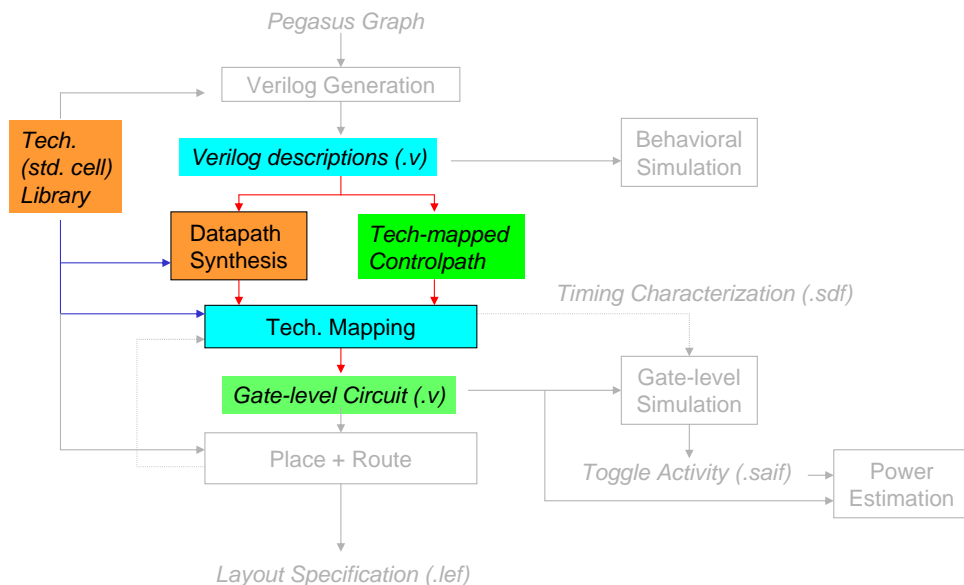 Pegasus Graph
Verilog Generation
Tech.
(std. cell)
Library
Verilog descriptions (.v)
Behavioral
Simulation
Datapath
Synthesis
Tech-mapped
Controlpath
Timing Characterization (.sdf)
Tech. Mapping
Gate-level Circuit (.v)
Gate-level
Simulation
Place + Route
Toggle Activity (.saif)
Power
Estimation
Layout Specification (.lef)